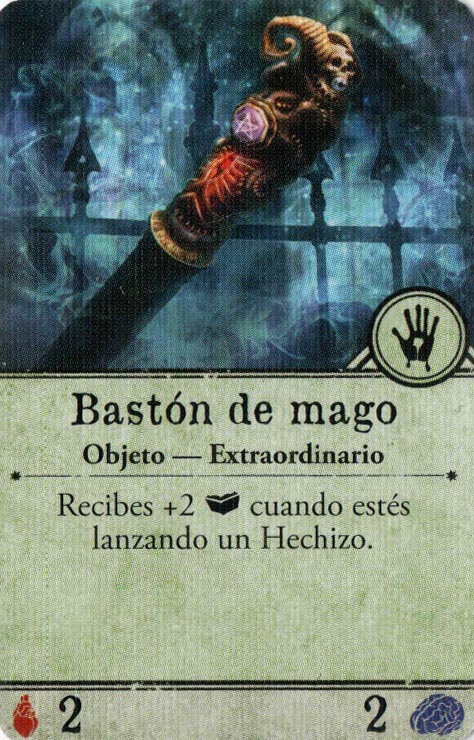 Bastón de mago
Objeto — Extraordinario
Recibes +2 cuando estés
lanzando un Hechizo.
2 2